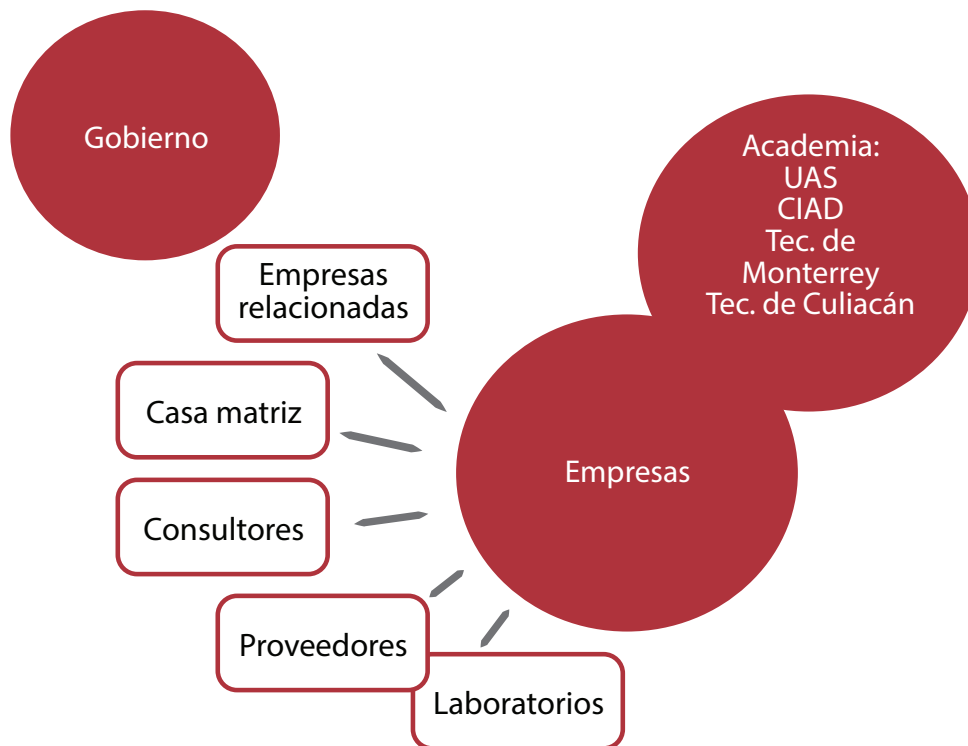 Gobierno
Academia:
UAS
CIAD
Tec. de
Monterrey
Tec. de Culiacán
Empresas
relacionadas
Casa matriz
Empresas
Consultores
Proveedores
Laboratorios